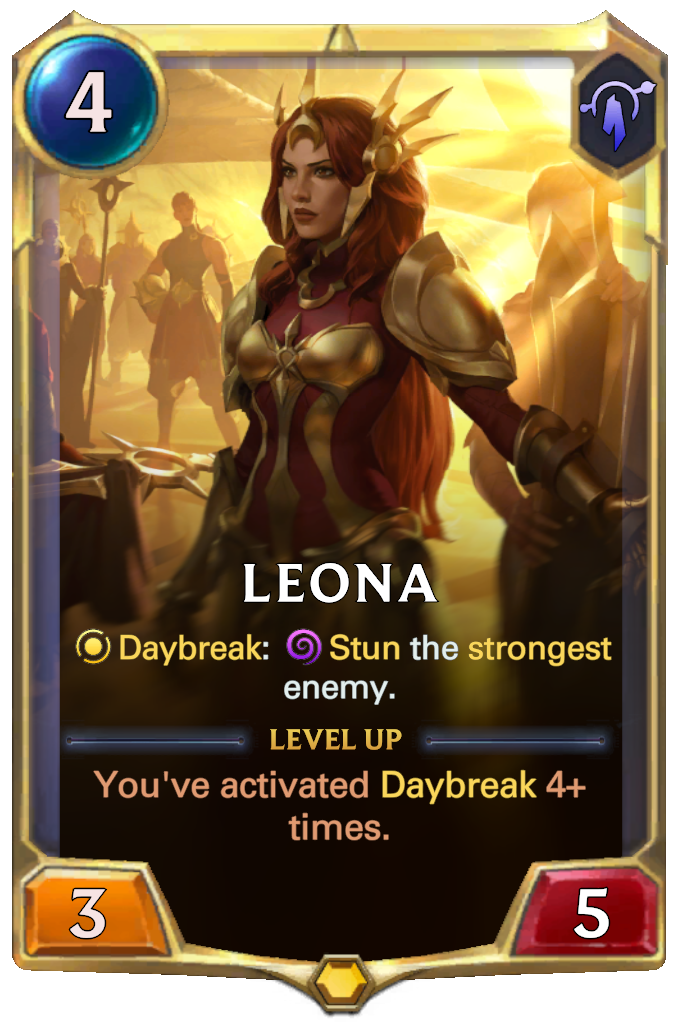 4
LEONA
Daybreak: Stun the strongest
enemy.
LEVEL UP
You've activated Daybreak 4+
times.
3 5